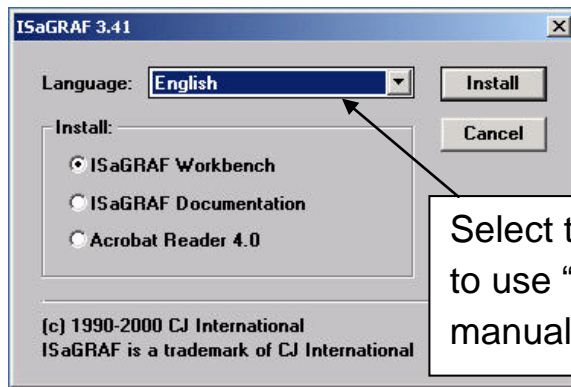 ISaGRAF 3.41
Language: English
Install
Cancel
Install:
ISaGRAF Workbench
ISaGRAF Documentation
Acrobat Reader 4.0
Select
to use “
manual
(c) 1990-2000 CJ International
ISaGRAF is a trademark of CJ International